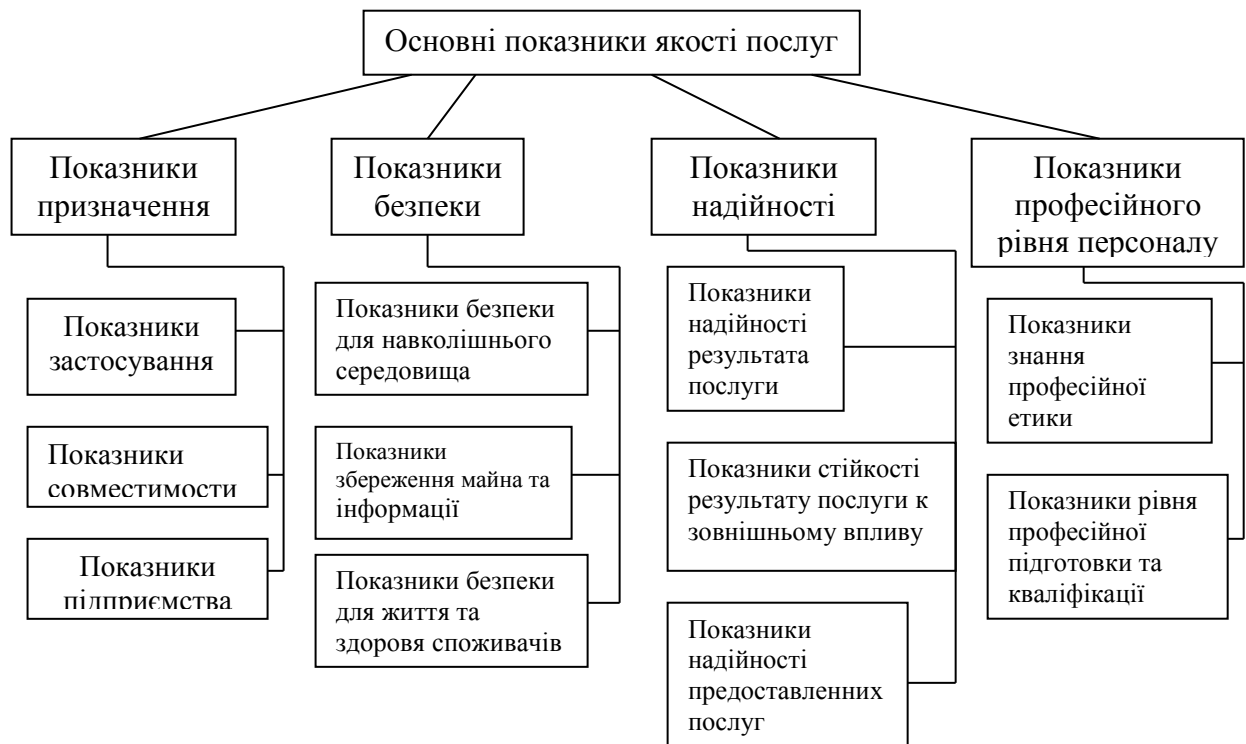 Основні показники якості послуг
Показники
призначення
Показники
застосування
Показники
совместимости
Показники
підприємства
Показники
безпеки
Показники безпеки
для навколішнього
середовища
Показники
збереження майна та
інформації
Показники безпеки
для життя та
здоровя споживачів
Показники
надійності
Показники
надійності
результата
послуги
Показники стійкості
результату послуги к
зовнішньому впливу
Показники
надійності
предоставленних
послуг
Показники
професійного
рівня персоналу
Показники
знання
професійної
етики
Показники рівня
професійної
підготовки та
кваліфікації